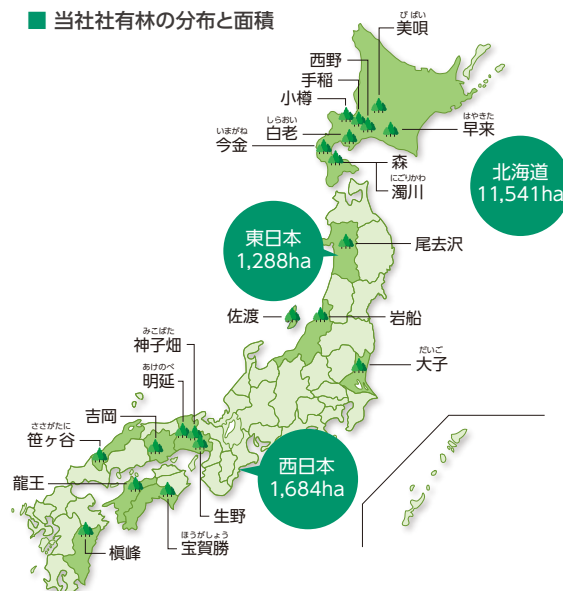 当社社有林の分布と面積
びばい
美唄
西野
手稲
小樽
しらおい
白老
いまがね
今金
はやきた
早来
森
にごりかわ
濁川
北海道
11,541ha
東日本
1,288ha
尾去沢
佐渡
岩船
だいご
大子
みこばた
神子畑
あけのべ
明延
吉岡
ささがたに
笹ヶ谷
西日本
1,684ha
龍王
生野
ほうがしょう
宝賀勝
槇峰